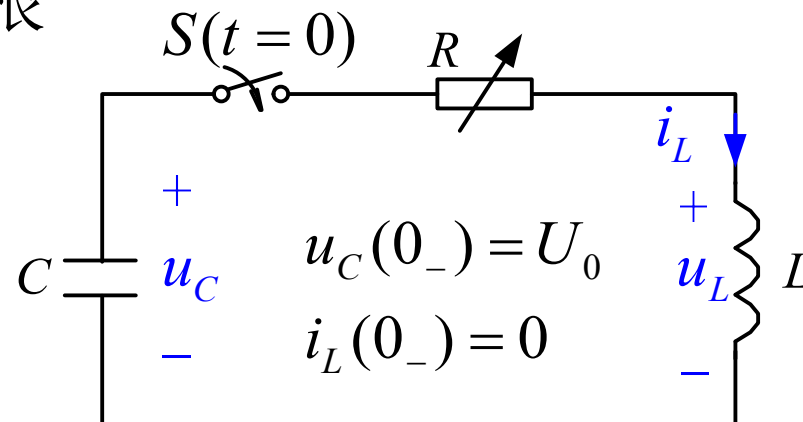 S(t = 0)
R
i_L
+
+
u_C(0_−) = U_0
C
u_C
u_L
L
i_L(0_−) = 0
−
−